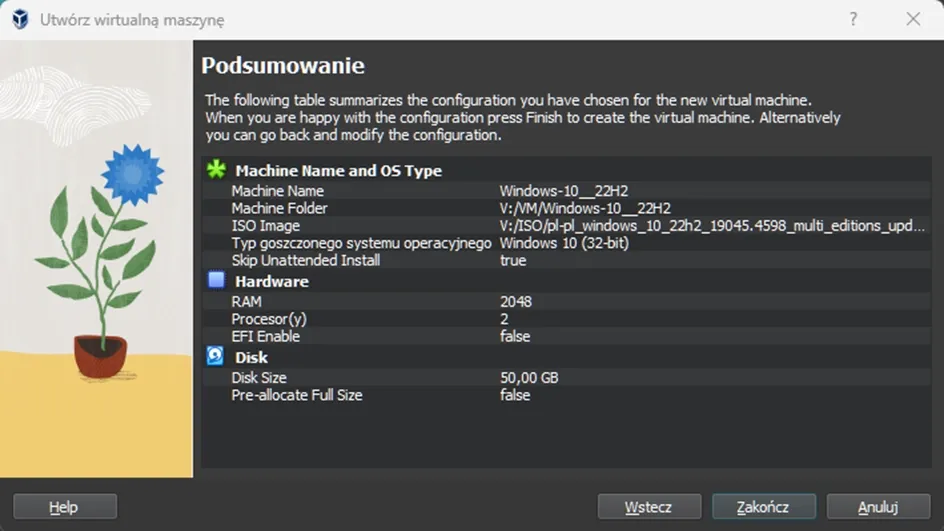 Utwórz wirtualną maszynę ? ×
Podsumowanie
The following table summarizes the configuration you have chosen for the new virtual machine.
When you are happy with the configuration press Finish to create the virtual machine. Alternatively
you can go back and modify the configuration.
Machine Name and OS Type
Machine Name Windows-10__22H2
Machine Folder V:/VM/Windows-10__22H2
ISO Image V:/ISO/pl-pl_windows_10_22h2_19045.4598_multi_editions_upd...
Typ goszczonego systemu operacyjnego Windows 10 (32-bit)
Skip Unattended Install true
Hardware
RAM 2048
Procesor(y) 2
EFI Enable false
Disk
Disk Size 50,00 GB
Pre-allocate Full Size false
Help Wstecz Zakończ Anuluj